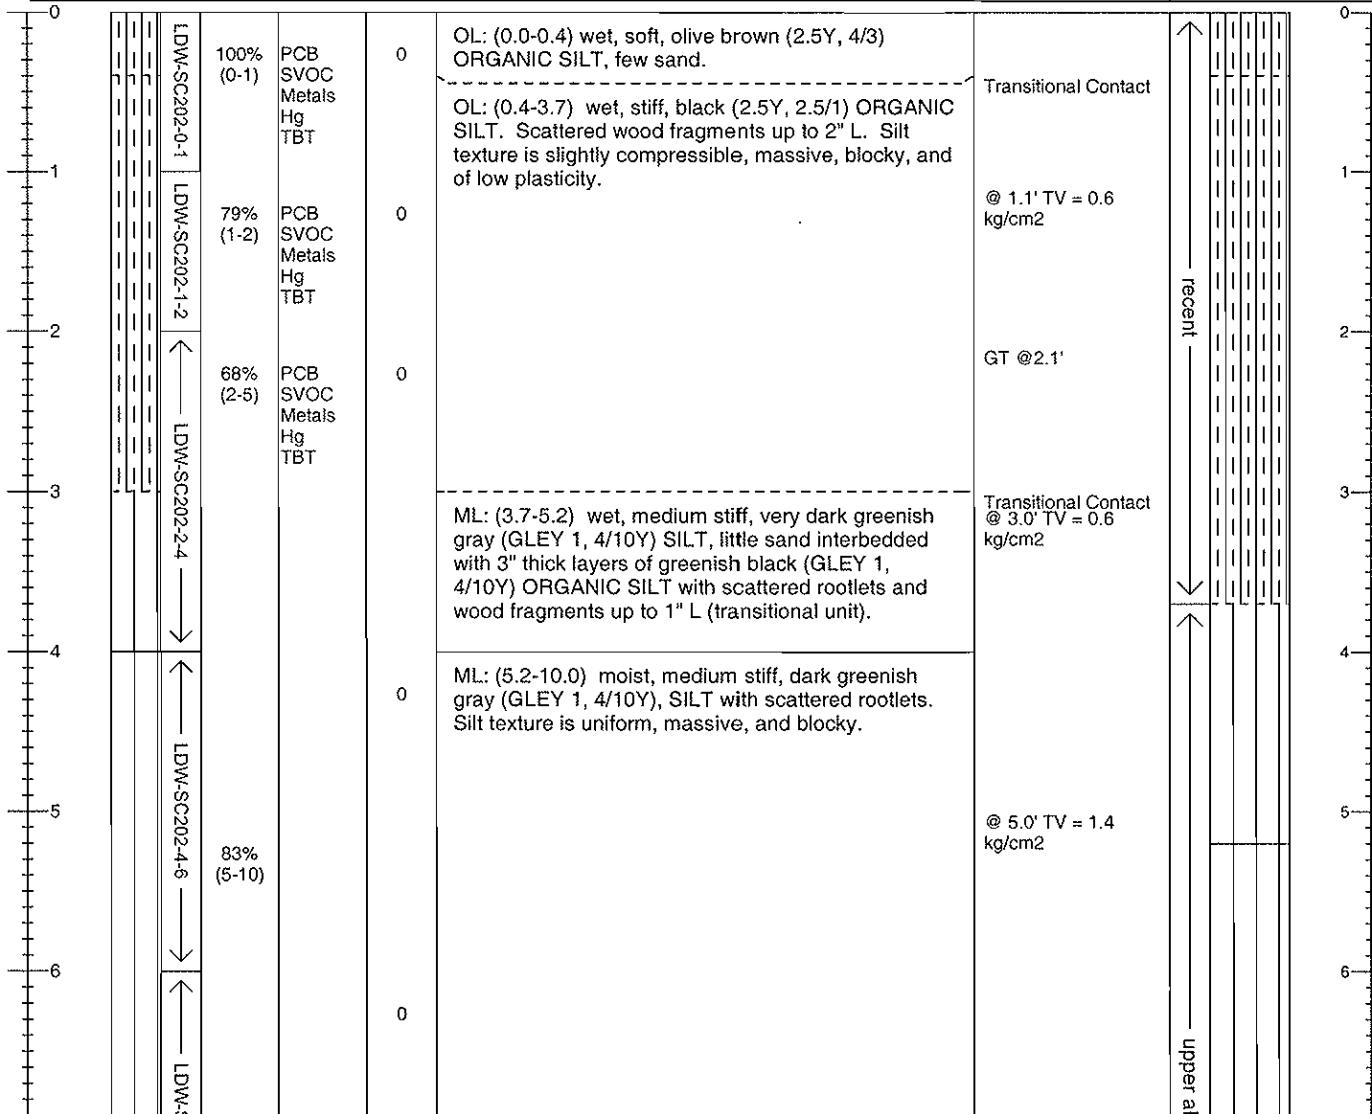 0
0
LDW-SC202-0-1
100%
(0-1)
PCB
SVOC
Metals
Hg
TBT
0
OL: (0.0-0.4) wet, soft, olive brown (2.5Y, 4/3)
ORGANIC SILT, few sand.
Transitional Contact
OL: (0.4-3.7) wet, stiff, black (2.5Y, 2.5/1) ORGANIC
SILT. Scattered wood fragments up to 2" L. Silt
texture is slightly compressible, massive, blocky, and
of low plasticity.
1
1
LDW-SC202-1-2
79%
(1-2)
PCB
SVOC
Metals
Hg
TBT
0
@ 1.1' TV = 0.6
kg/cm2
recent
2
2
LDW-SC202-2-4
68%
(2-5)
PCB
SVOC
Metals
Hg
TBT
0
GT @2.1'
3
3
Transitional Contact
@ 3.0' TV = 0.6
kg/cm2
ML: (3.7-5.2) wet, medium stiff, very dark greenish
gray (GLEY 1, 4/10Y) SILT, little sand interbedded
with 3" thick layers of greenish black (GLEY 1,
4/10Y) ORGANIC SILT with scattered rootlets and
wood fragments up to 1" L (transitional unit).
4
4
LDW-SC202-4-6
0
ML: (5.2-10.0) moist, medium stiff, dark greenish
gray (GLEY 1, 4/10Y), SILT with scattered rootlets.
Silt texture is uniform, massive, and blocky.
5
5
@ 5.0' TV = 1.4
kg/cm2
83%
(5-10)
6
6
0
upper